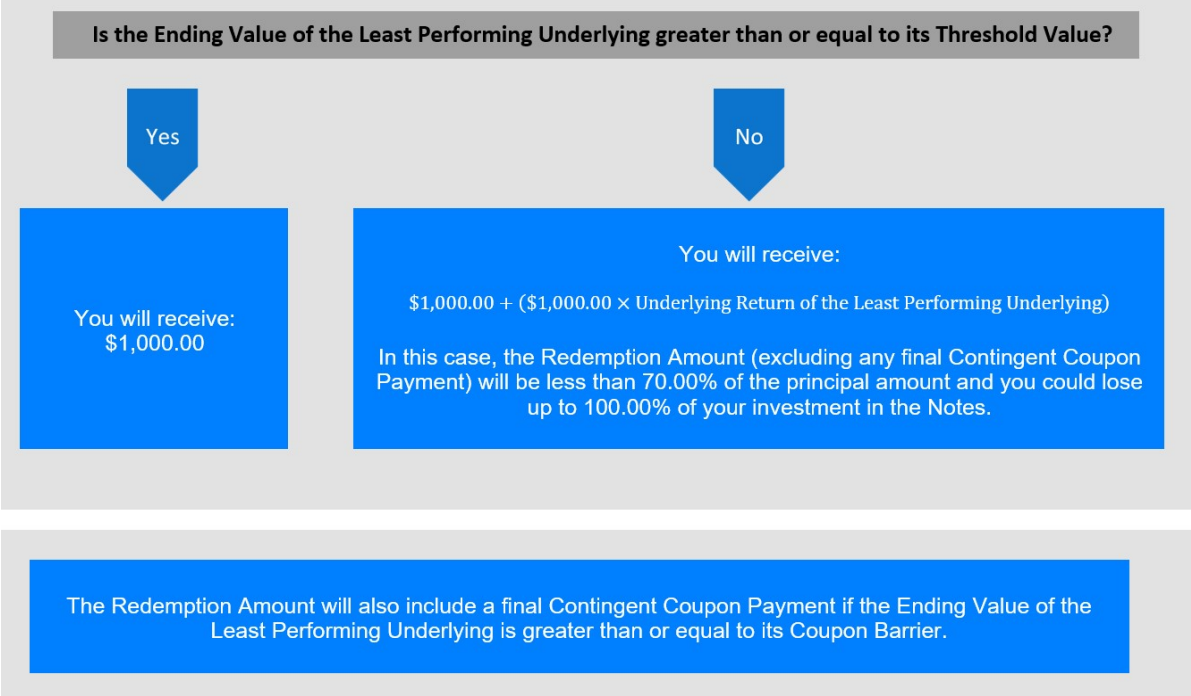 Is the Ending Value of the Least Performing Underlying greater than or equal to its Threshold Value?
Yes
No
You will receive:
$1,000.00
You will receive:
$1,000.00 + ($1,000.00 × Underlying Return of the Least Performing Underlying)
In this case, the Redemption Amount (excluding any final Contingent Coupon
Payment) will be less than 70.00% of the principal amount and you could lose
up to 100.00% of your investment in the Notes.
The Redemption Amount will also include a final Contingent Coupon Payment if the Ending Value of the
Least Performing Underlying is greater than or equal to its Coupon Barrier.